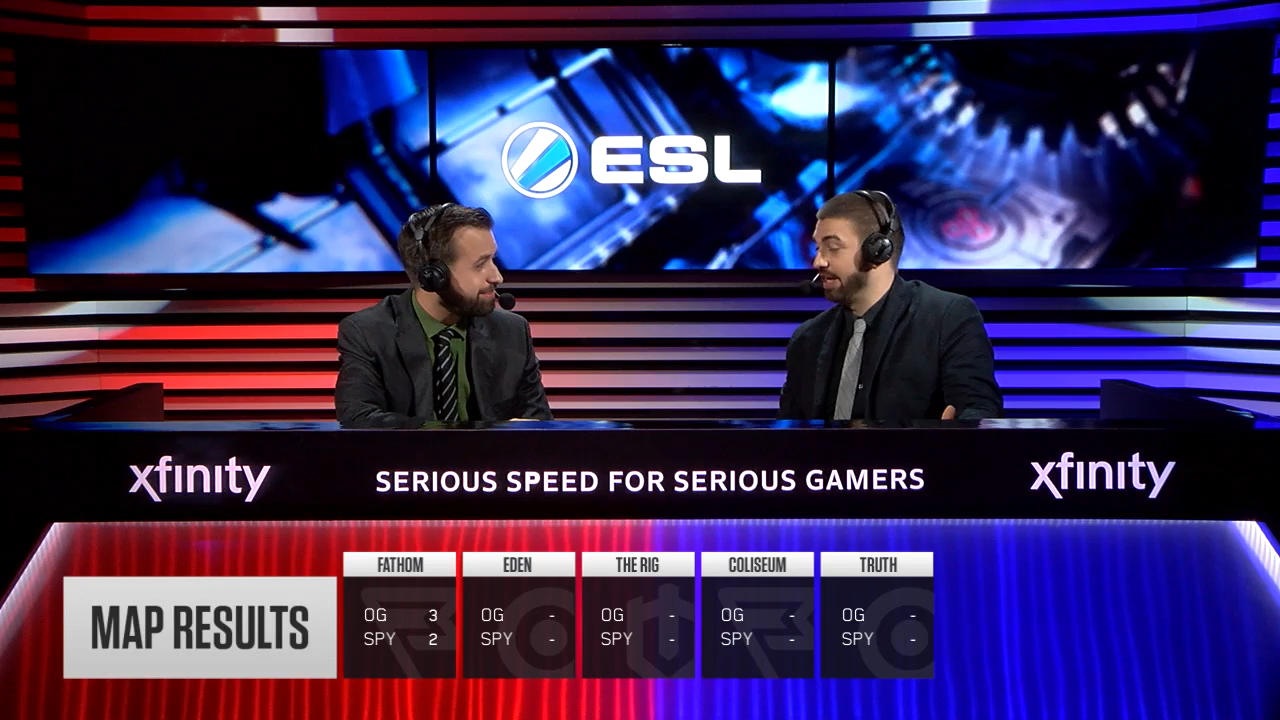 ESL
xfinity
SERIOUS SPEED FOR SERIOUS GAMERS
xfinity
MAP RESULTS
FATHOM
OG 3
SPY 2
EDEN
OG -
SPY -
THE RIG
OG -
SPY -
COLISEUM
OG -
SPY -
TRUTH
OG -
SPY -